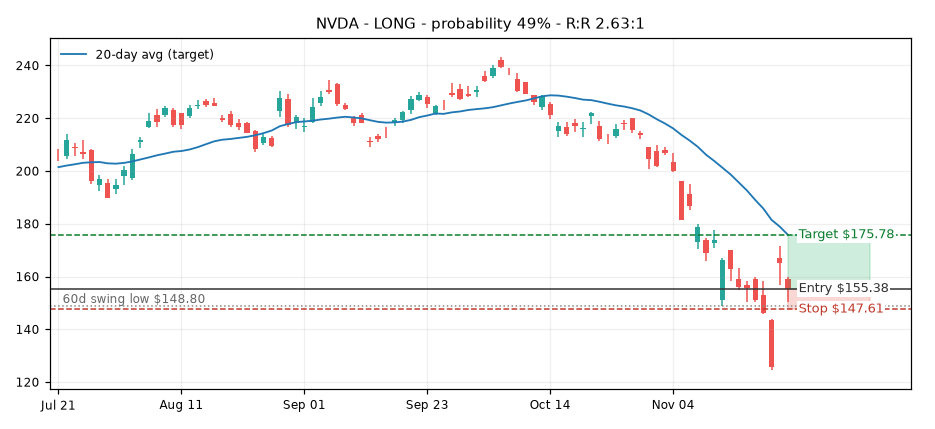 NVDA - LONG - probability 49% - R:R 2.63:1
20-day avg (target)
240
220
200
180
160
140
120
Target $175.78
Entry $155.38
60d swing low $148.80
Stop $147.61
Jul 21
Aug 11
Sep 01
Sep 23
Oct 14
Nov 04